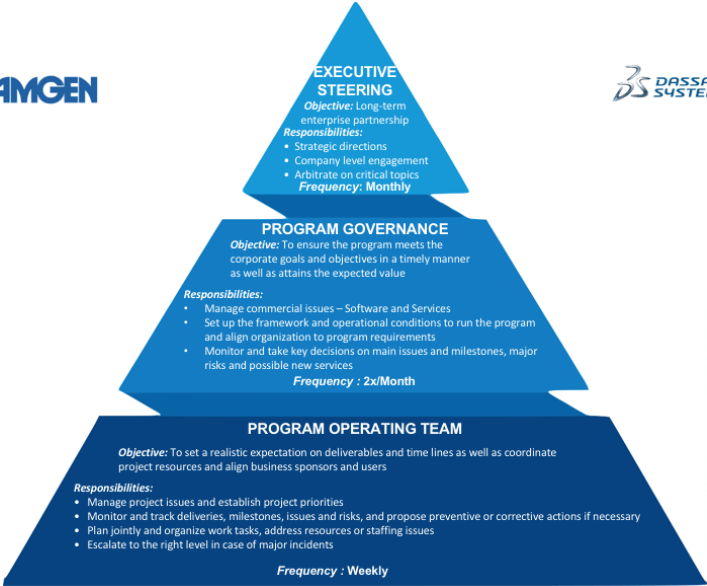 EXECUTIVE
STEERING
Objective: Long-term
enterprise partnership
Responsibilities:
• Strategic directions
• Company level engagement
• Arbitrate on critical topics
Frequency: Monthly
AMGEN
DASSA
SYSTE
PROGRAM GOVERNANCE
Objective: To ensure the program meets the
corporate goals and objectives in a timely manner
as well as attains the expected value
Responsibilities:
• Manage commercial issues – Software and Services
• Set up the framework and operational conditions to run the program
and align organization to program requirements
• Monitor and take key decisions on main issues and milestones, major
risks and possible new services
Frequency : 2x/Month
PROGRAM OPERATING TEAM
Objective: To set a realistic expectation on deliverables and time lines as well as coordinate
project resources and align business sponsors and users
Responsibilities:
• Manage project issues and establish project priorities
• Monitor and track deliveries, milestones, issues and risks, and propose preventive or corrective actions if necessary
• Plan jointly and organize work tasks, address resources or staffing issues
• Escalate to the right level in case of major incidents
Frequency : Weekly